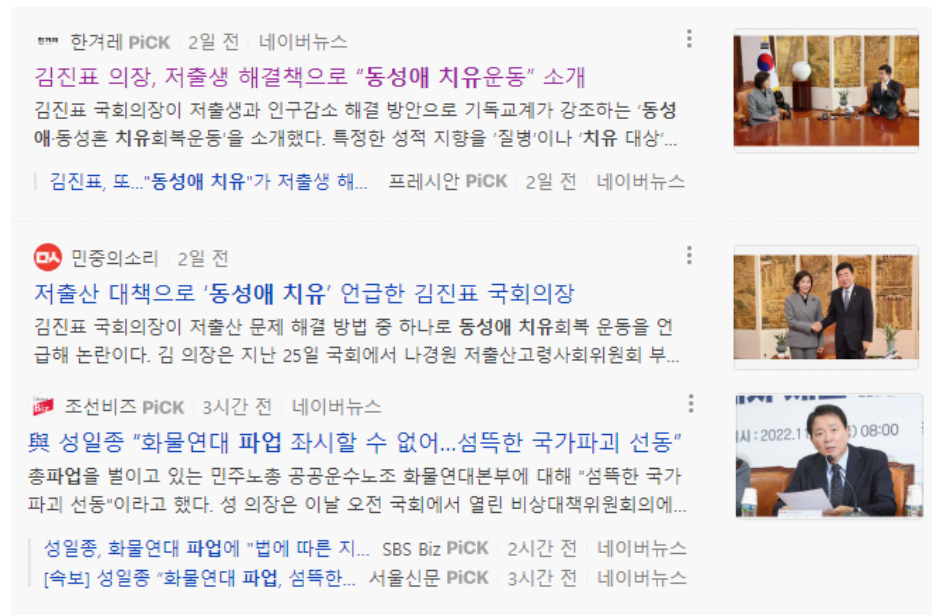 한겨레 한겨레 PiCK 2일 전 네이버뉴스
김진표 의장, 저출생 해결책으로 “동성애 치유운동” 소개
김진표 국회의장이 저출생과 인구감소 해결 방안으로 기독교계가 강조하는 ‘동성
애·동성혼 치유회복운동’을 소개했다. 특정한 성적 지향을 ‘질병’이나 ‘치유 대상’...
김진표, 또..."동성애 치유"가 저출생 해... 프레시안 PiCK 2일 전 네이버뉴스
민중의소리 2일 전
저출산 대책으로 ‘동성애 치유’ 언급한 김진표 국회의장
김진표 국회의장이 저출산 문제 해결 방법 중 하나로 동성애 치유회복 운동을 언
급해 논란이다. 김 의장은 지난 25일 국회에서 나경원 저출산고령사회위원회 부...
Biz 조선비즈 PiCK 3시간 전 네이버뉴스
與 성일종 “화물연대 파업 좌시할 수 없어...섬뜩한 국가파괴 선동”
총파업을 벌이고 있는 민주노총 공공운수노조 화물연대본부에 대해 “섬뜩한 국가
파괴 선동”이라고 했다. 성 의장은 이날 오전 국회에서 열린 비상대책위원회의에...
: 2022.1 ) 08:00
성일종, 화물연대 파업에 "법에 따른 지... SBS Biz PiCK 2시간 전 네이버뉴스
[속보] 성일종 “화물연대 파업, 섬뜩한... 서울신문 PiCK 3시간 전 네이버뉴스